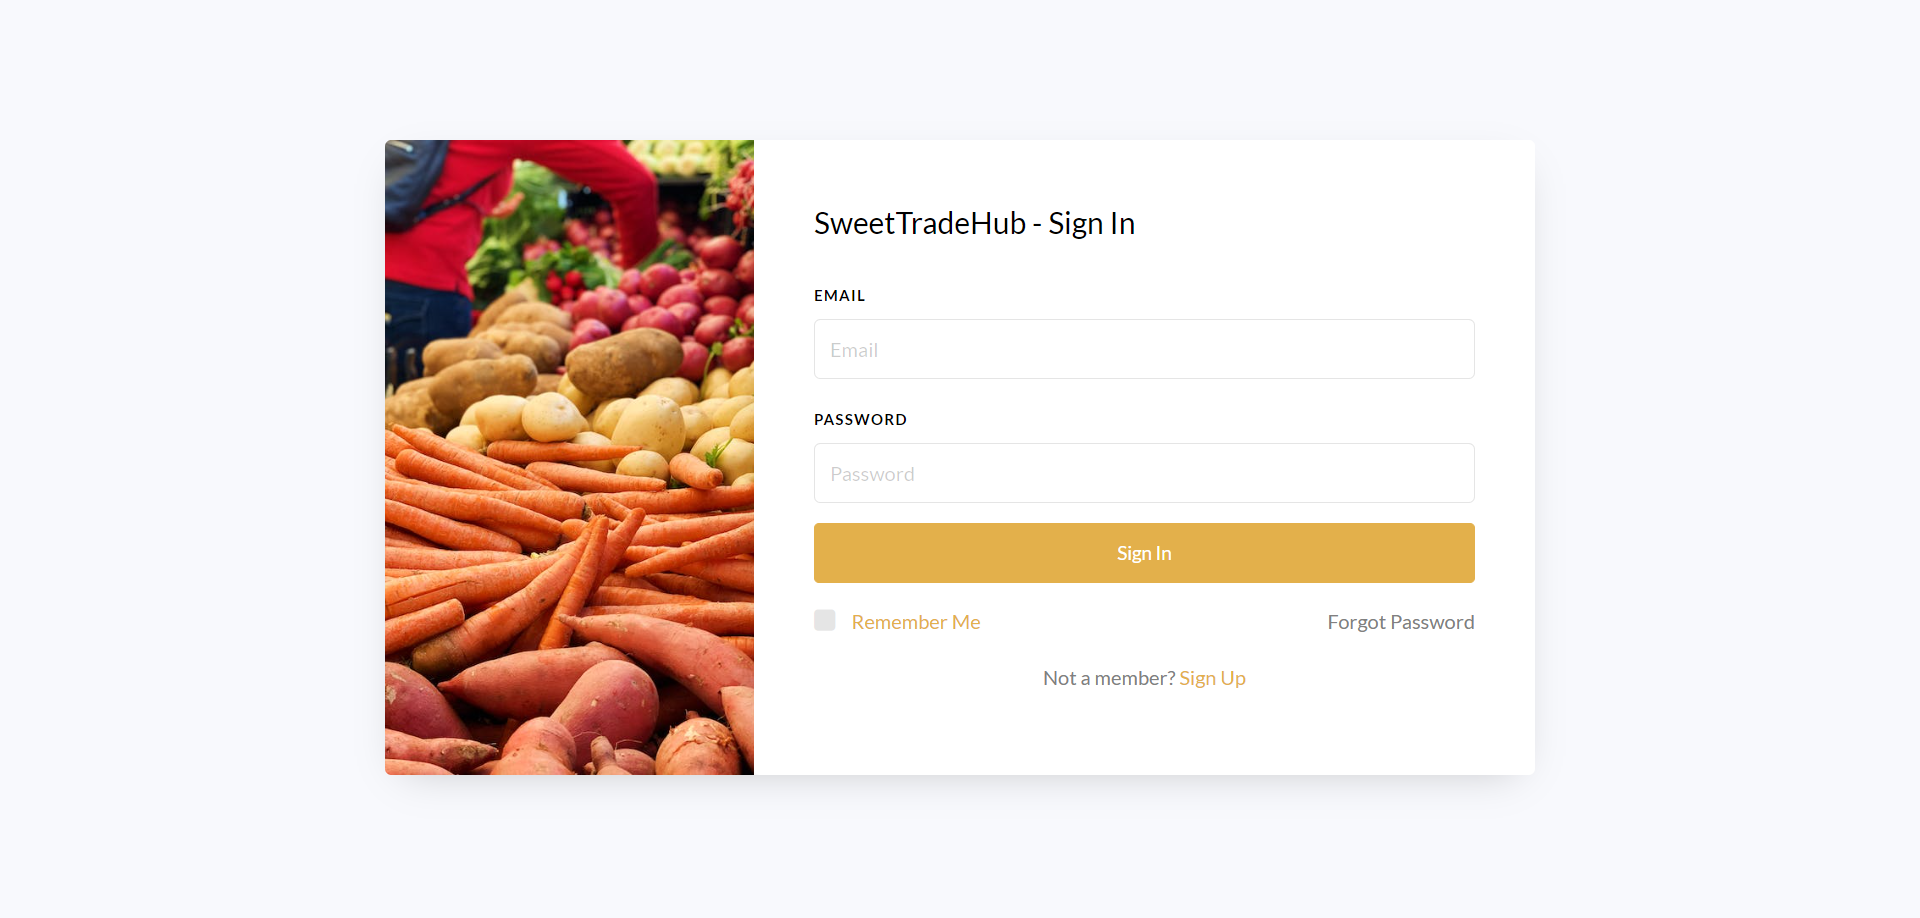 SweetTradeHub - Sign In
EMAIL
Email
PASSWORD
Password
Sign In
Remember Me
Forgot Password
Not a member? Sign Up